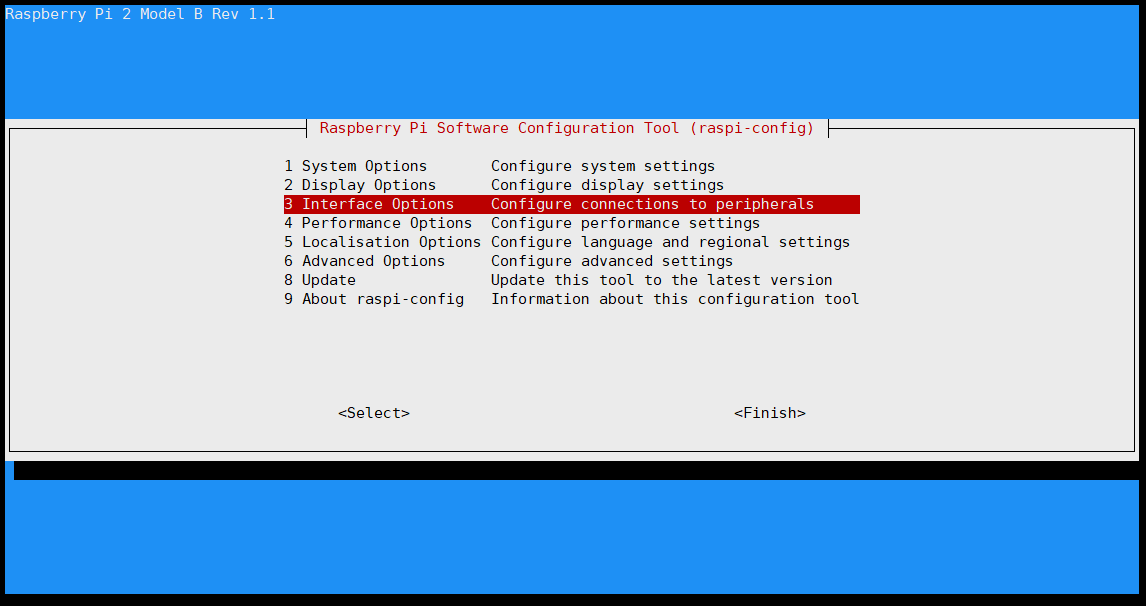 Raspberry Pi 2 Model B Rev 1.1
Raspberry Pi Software Configuration Tool (raspi-config)
1 System Options Configure system settings
2 Display Options Configure display settings
3 Interface Options Configure connections to peripherals
4 Performance Options Configure performance settings
5 Localisation Options Configure language and regional settings
6 Advanced Options Configure advanced settings
8 Update Update this tool to the latest version
9 About raspi-config Information about this configuration tool
<Select> <Finish>